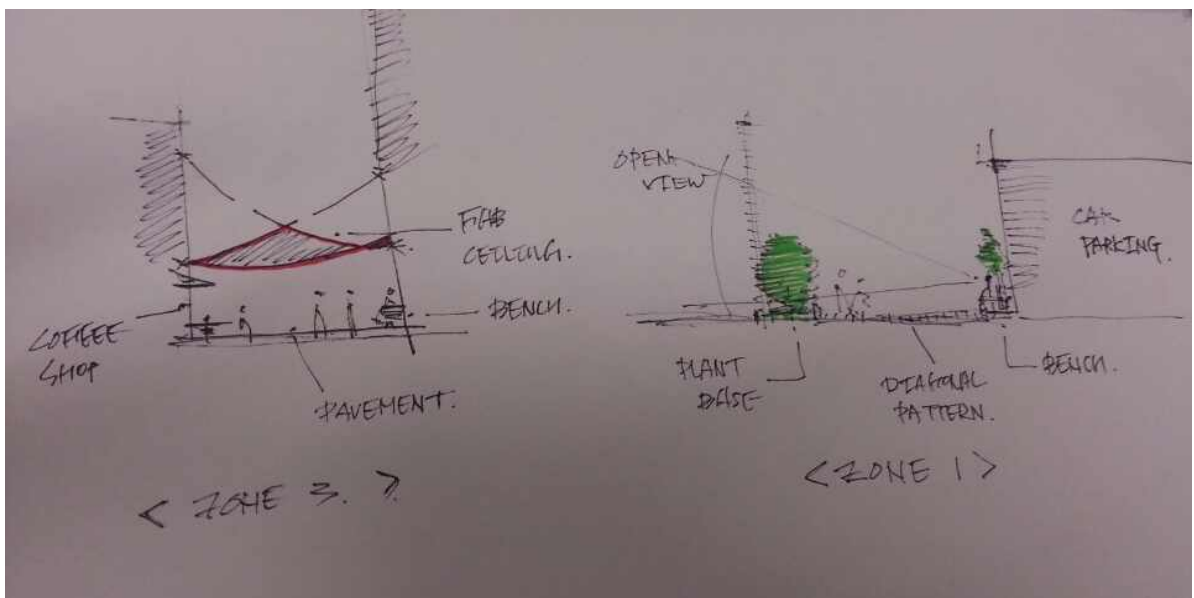 COFFEE
SHOP
PAVEMENT.
FAB
CEILING.
BENCH.
< ZONE 3. >
OPEN
VIEW
PLANT
BASE
DIAGONAL
PATTERN.
BENCH.
CAR
PARKING.
< ZONE 1 >